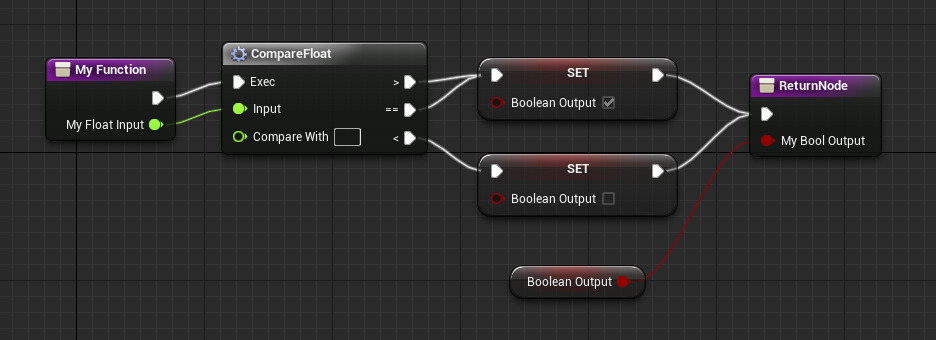 My Function
My Float Input
CompareFloat
Exec
>
Input
==
Compare With
<
SET
Boolean Output
SET
Boolean Output
Boolean Output
ReturnNode
My Bool Output